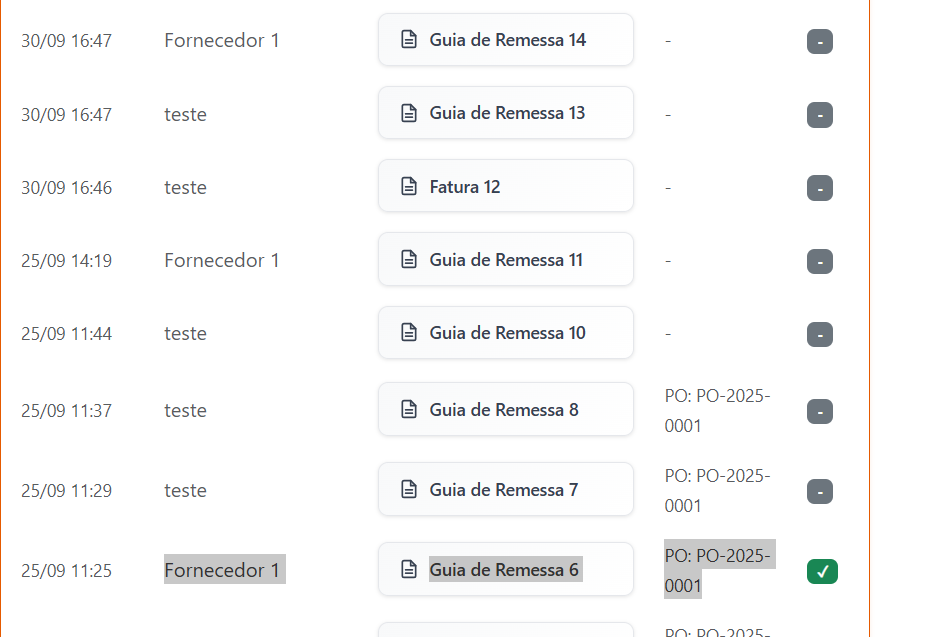 30/09 16:47 Fornecedor 1 Guia de Remessa 14 - -
30/09 16:47 teste Guia de Remessa 13 - -
30/09 16:46 teste Fatura 12 - -
25/09 14:19 Fornecedor 1 Guia de Remessa 11 - -
25/09 11:44 teste Guia de Remessa 10 - -
25/09 11:37 teste Guia de Remessa 8 PO: PO-2025-
0001 -
25/09 11:29 teste Guia de Remessa 7 PO: PO-2025-
0001 -
25/09 11:25 Fornecedor 1 Guia de Remessa 6 PO: PO-2025-
0001 ✓
PO: PO-2025-